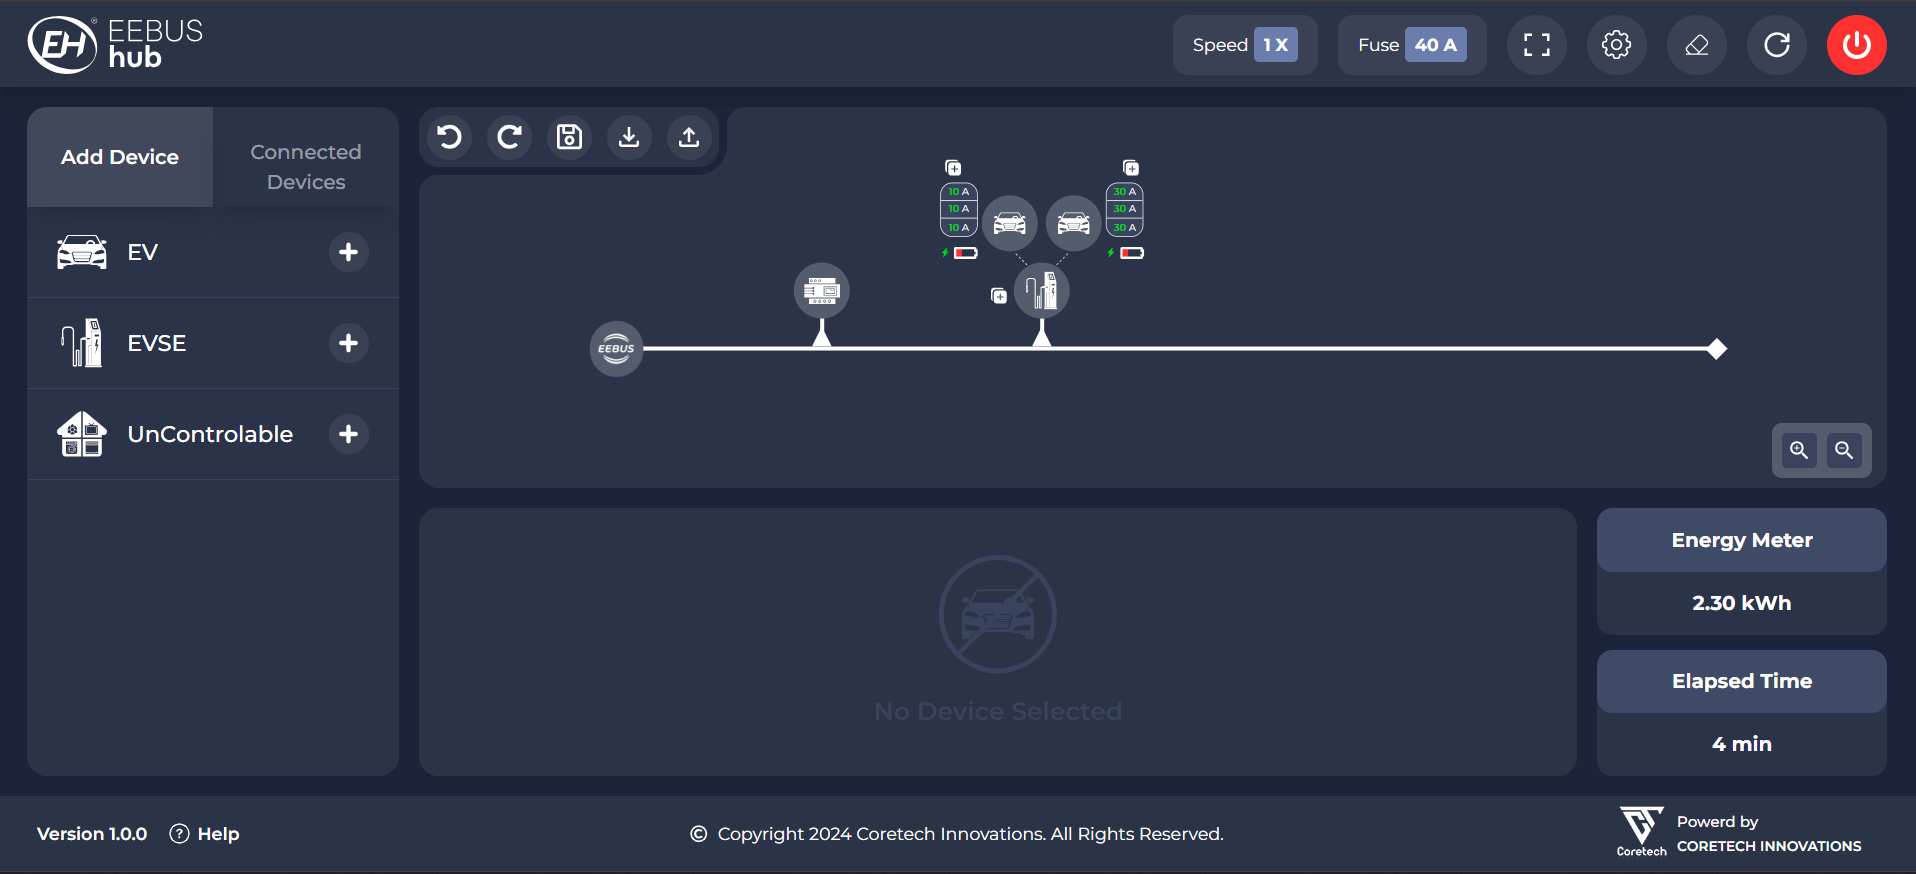 EH® EEBUS
hub
Speed 1 X
Fuse 40 A
Add Device
Connected
Devices
EV
EVSE
UnControlable
10 A
10 A
10 A
30 A
30 A
30 A
EEBUS
No Device Selected
Energy Meter
2.30 kWh
Elapsed Time
4 min
Version 1.0.0
? Help
© Copyright 2024 Coretech Innovations. All Rights Reserved.
Coretech
Powerd by
CORETECH INNOVATIONS